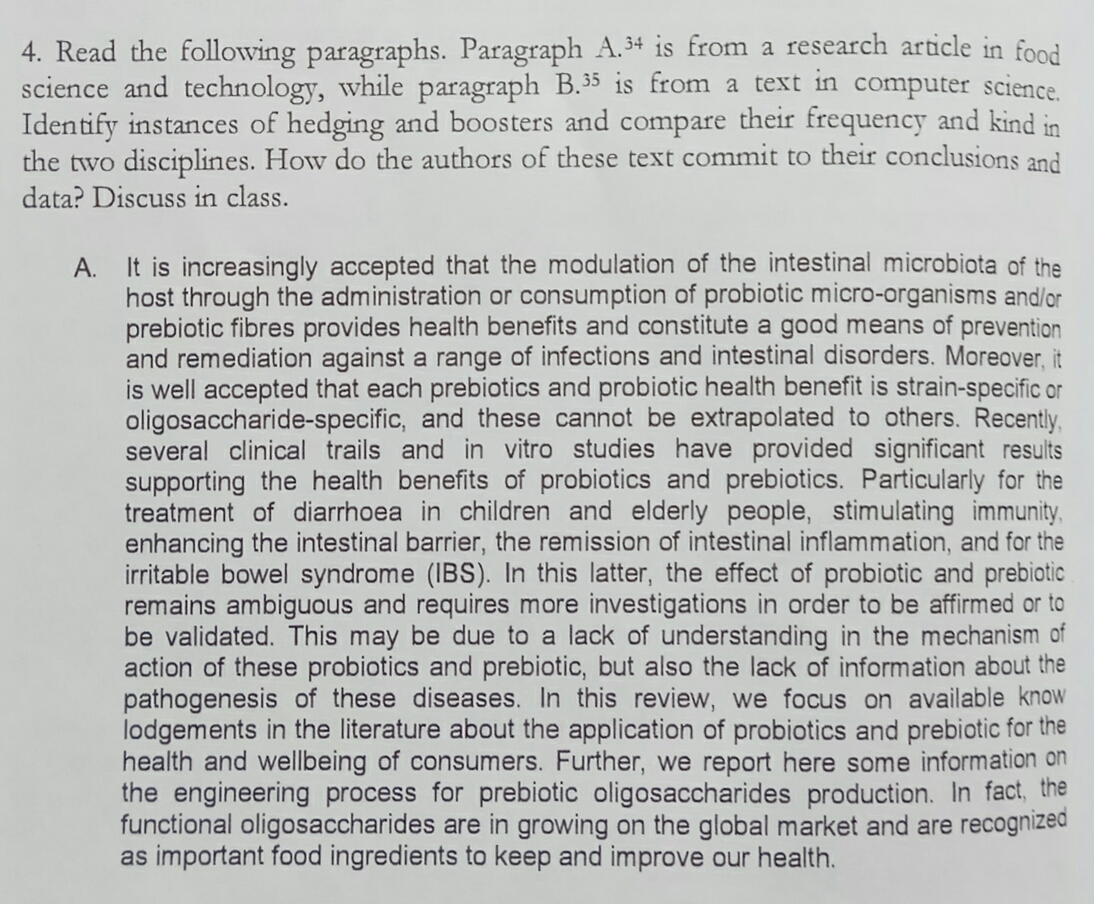 4. Read the following paragraphs. Paragraph A.34 is from a research article in food
science and technology, while paragraph B.35 is from a text in computer science.
Identify instances of hedging and boosters and compare their frequency and kind in
the two disciplines. How do the authors of these text commit to their conclusions and
data? Discuss in class.
A. It is increasingly accepted that the modulation of the intestinal microbiota of the
host through the administration or consumption of probiotic micro-organisms and/or
prebiotic fibres provides health benefits and constitute a good means of prevention
and remediation against a range of infections and intestinal disorders. Moreover, it
is well accepted that each prebiotics and probiotic health benefit is strain-specific or
oligosaccharide-specific, and these cannot be extrapolated to others. Recently,
several clinical trails and in vitro studies have provided significant results
supporting the health benefits of probiotics and prebiotics. Particularly for the
treatment of diarrhoea in children and elderly people, stimulating immunity,
enhancing the intestinal barrier, the remission of intestinal inflammation, and for the
irritable bowel syndrome (IBS). In this latter, the effect of probiotic and prebiotic
remains ambiguous and requires more investigations in order to be affirmed or to
be validated. This may be due to a lack of understanding in the mechanism of
action of these probiotics and prebiotic, but also the lack of information about the
pathogenesis of these diseases. In this review, we focus on available know
lodgements in the literature about the application of probiotics and prebiotic for the
health and wellbeing of consumers. Further, we report here some information on
the engineering process for prebiotic oligosaccharides production. In fact, the
functional oligosaccharides are in growing on the global market and are recognized
as important food ingredients to keep and improve our health.